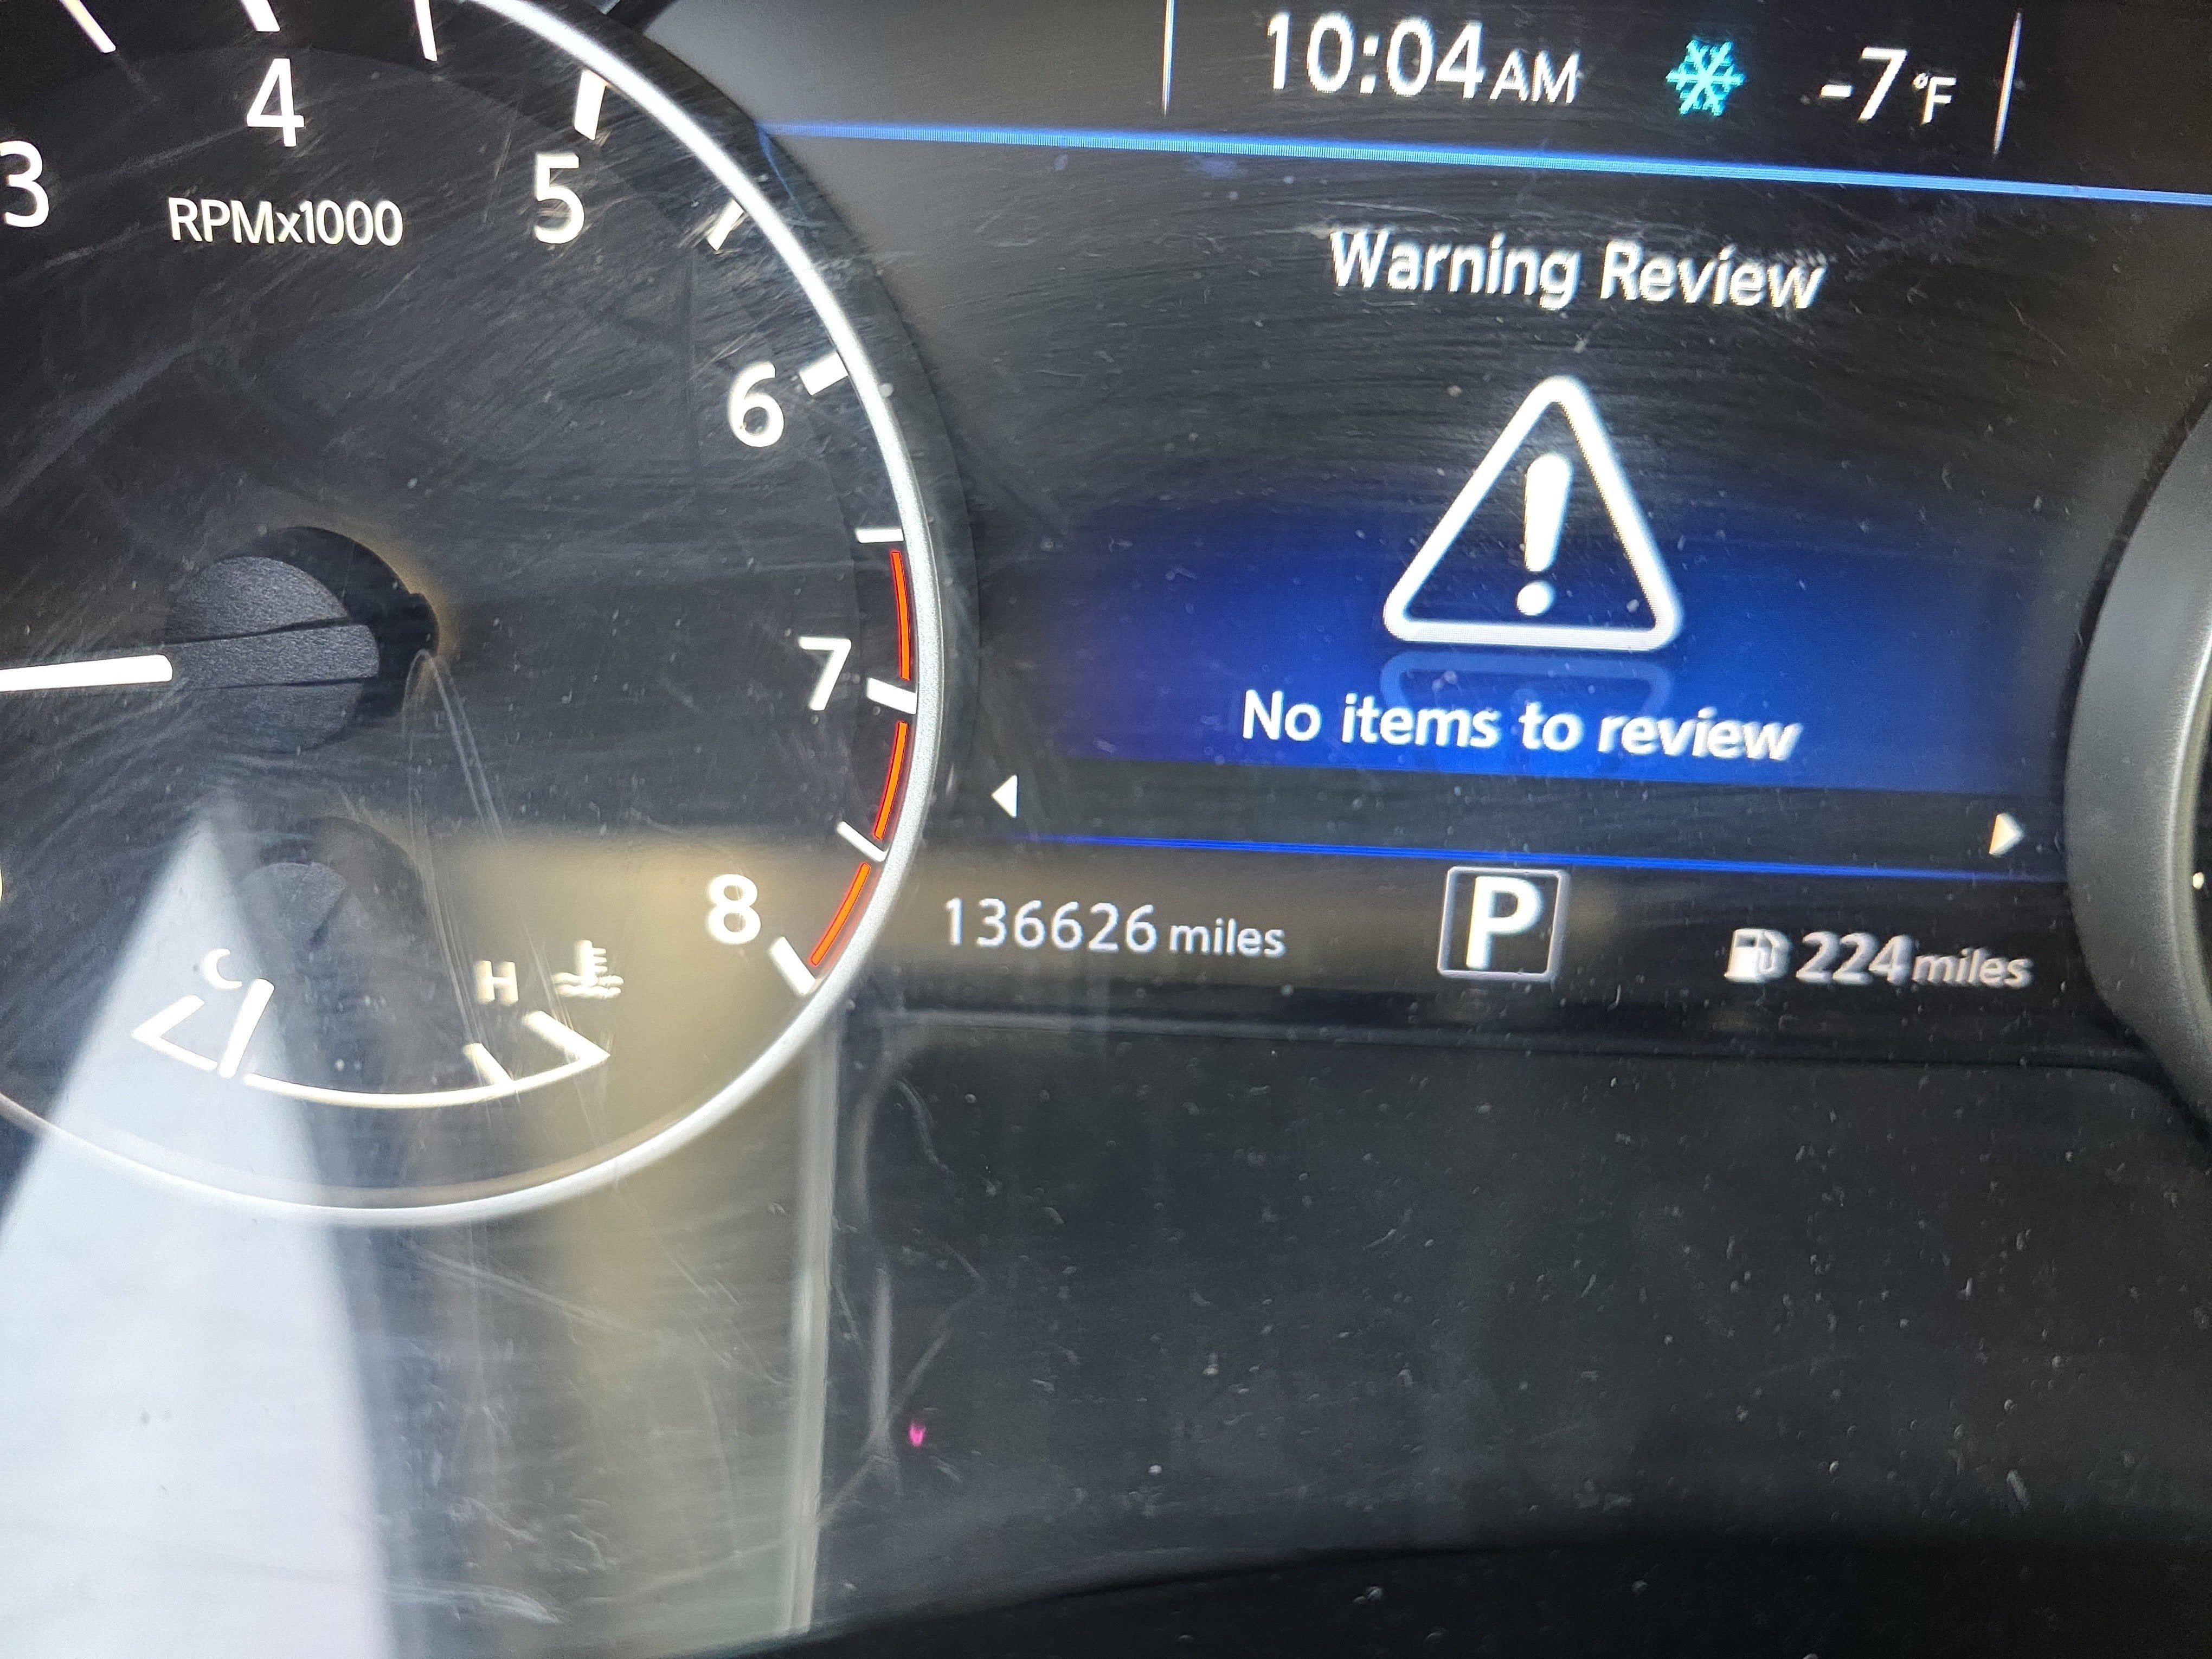 10:04AM -7°F
3
4
5
RPMx1000
6
7
8
Warning Review
No items to review
136626 miles P 224 miles
C H